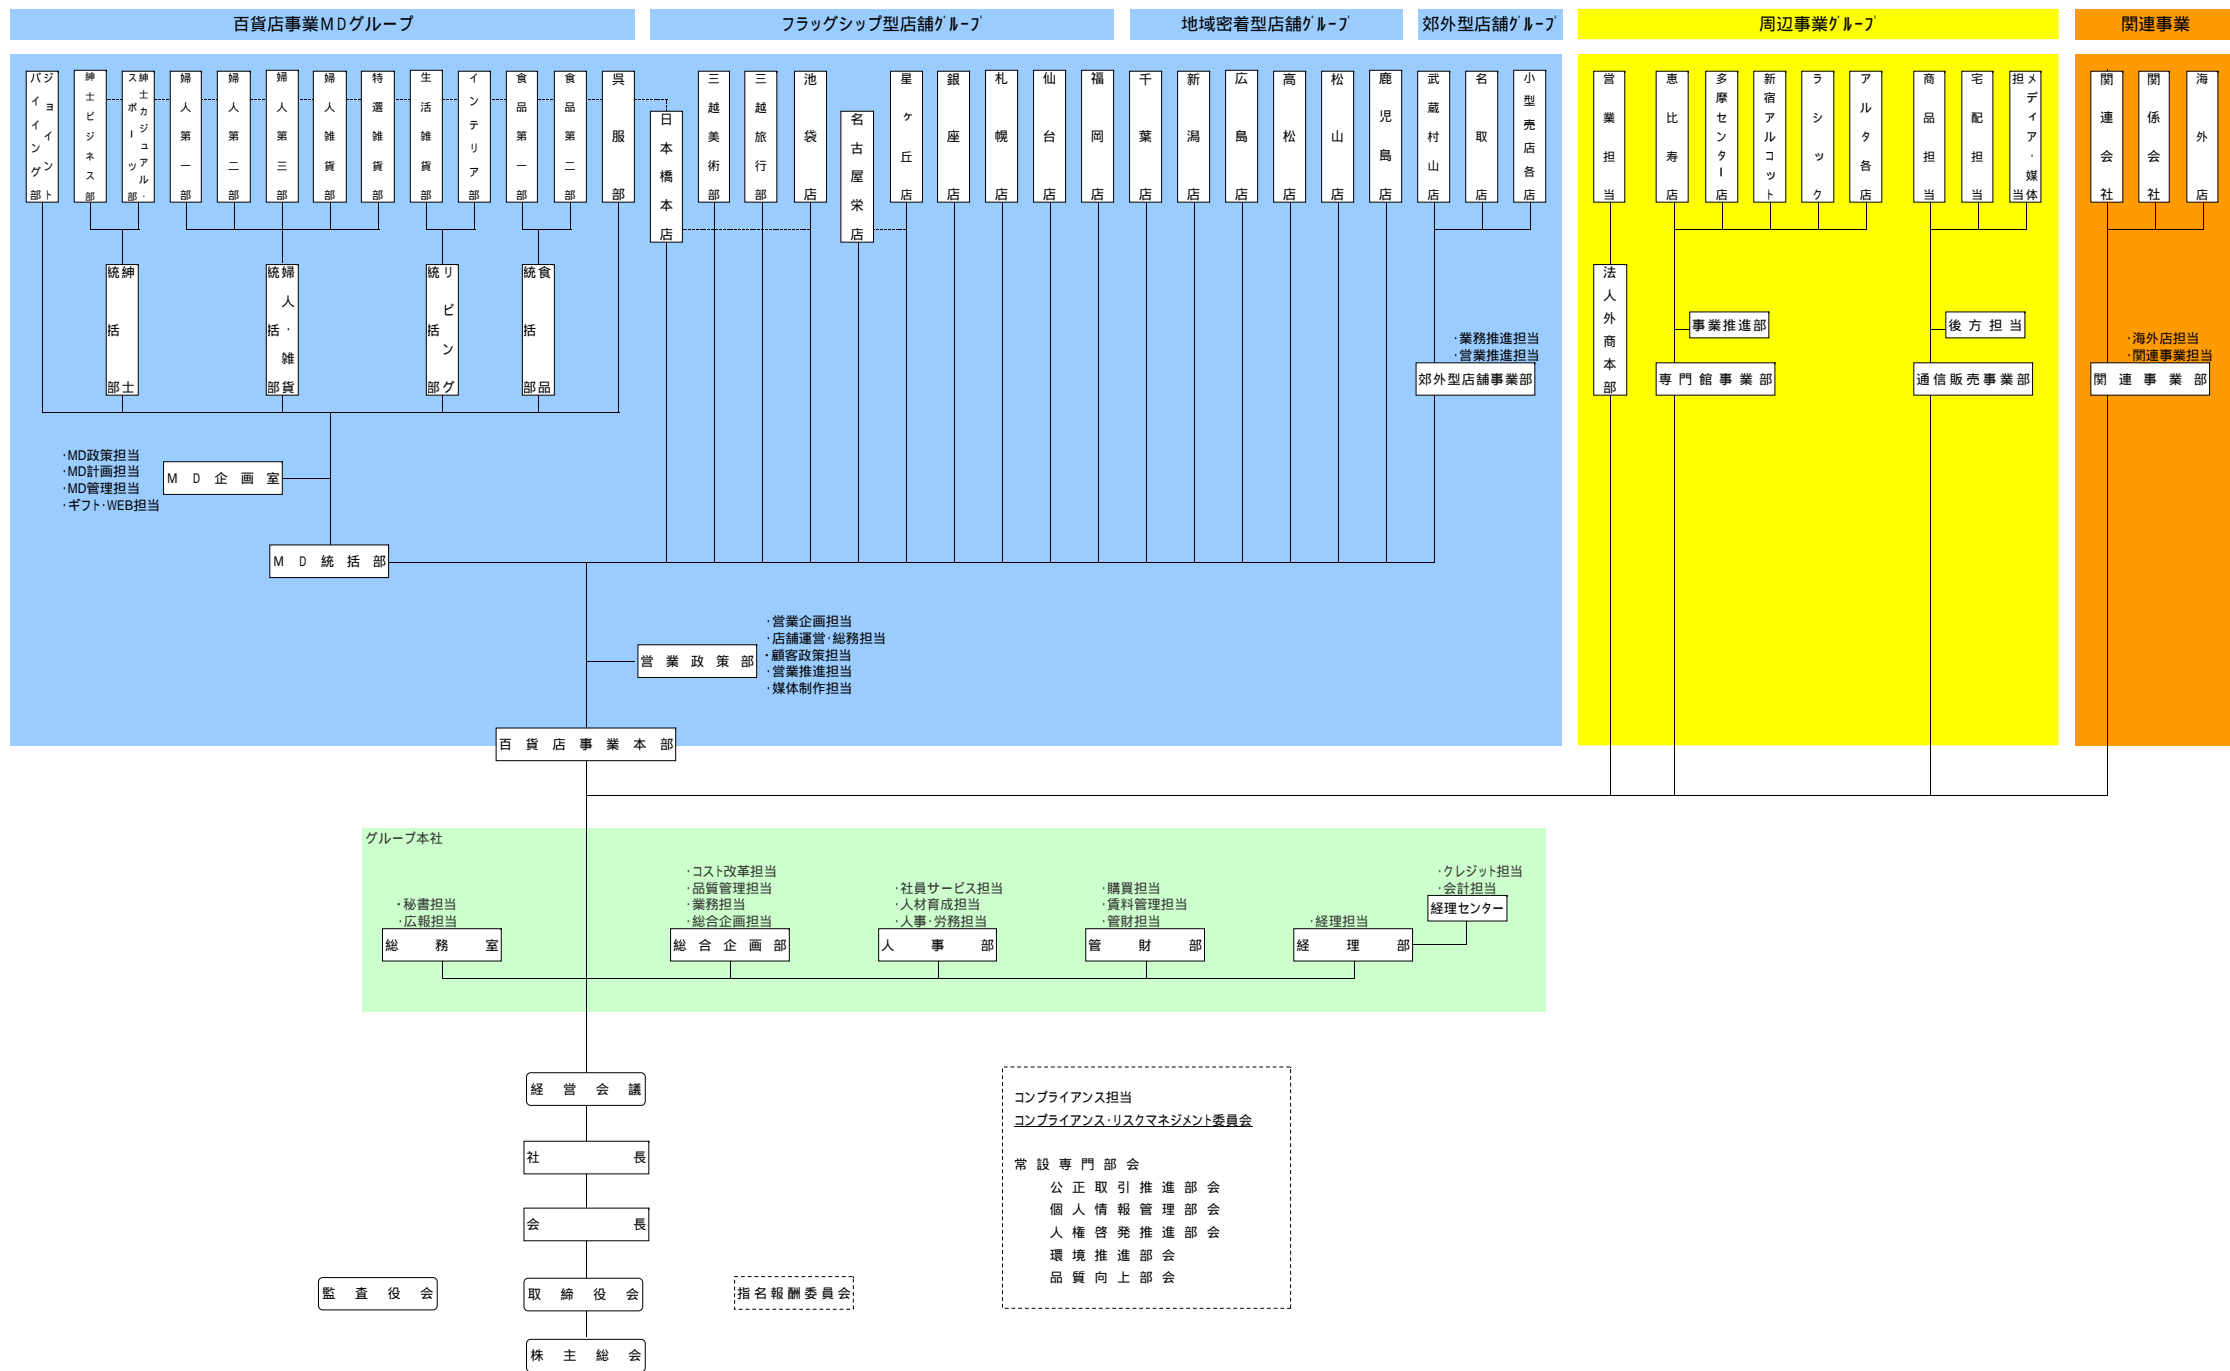 百貨店事業MDグループ
フラッグシップ型店舗グループ
地域密着型店舗グループ
郊外型店舗グループ
周辺事業グループ
関連事業
ジョイント
バイイング部
紳士ビジネス部
紳士カジュアル・
スポーツ部
婦人第一部
婦人第二部
婦人第三部
婦人雑貨部
特選雑貨部
生活雑貨部
インテリア部
食品第一部
食品第二部
呉服部
日本橋本店
三越美術部
三越旅行部
池袋店
名古屋栄店
星ヶ丘店
銀座店
札幌店
仙台店
福岡店
千葉店
新潟店
広島店
高松店
松山店
鹿児島店
武蔵村山店
名取店
小型売店各店
営業担当
恵比寿店
多摩センター店
新宿アルコット
ラシック
アルタ各店
商品担当
宅配担当
メディア・媒体
担当
関連会社
関係会社
海外店
紳士
統括部
婦人・雑貨
統括部
リビング
統括部
食品
統括部
法人外商本部
事業推進部
後方担当
・業務推進担当
・営業推進担当
郊外型店舗事業部
専門館事業部
通信販売事業部
・海外店担当
・関連事業担当
関連事業部
・MD政策担当
・MD計画担当
・MD管理担当
・ギフト・WEB担当
MD企画室
MD統括部
・営業企画担当
・店舗運営・総務担当
・顧客政策担当
・営業推進担当
・媒体制作担当
営業政策部
百貨店事業本部
グループ本社
・秘書担当
・広報担当
総務室
・コスト改革担当
・品質管理担当
・業務担当
・総合企画担当
総合企画部
・社員サービス担当
・人材育成担当
・人事・労務担当
人事部
・購買担当
・賃料管理担当
・管財担当
管財部
・経理担当
経理部
・クレジット担当
・会計担当
経理センター
経営会議
社長
会長
監査役会
取締役会
指名報酬委員会
株主総会
コンプライアンス担当
コンプライアンス・リスクマネジメント委員会
常設専門部会
公正取引推進部会
個人情報管理部会
人権啓発推進部会
環境推進部会
品質向上部会